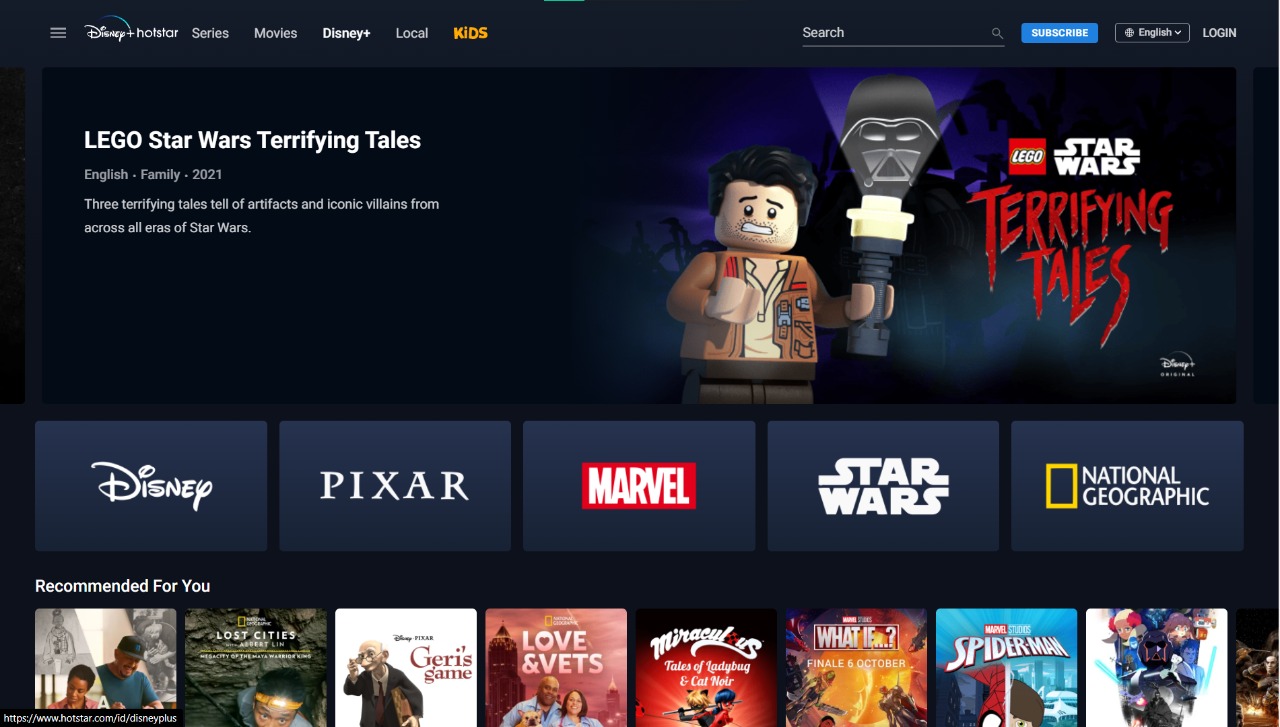 Disney+ hotstar
Series
Movies
Disney+
Local
KiDS
Search
SUBSCRIBE
English
LOGIN
LEGO Star Wars Terrifying Tales
English · Family · 2021
Three terrifying tales tell of artifacts and iconic villains from
across all eras of Star Wars.
LEGO
STAR
WARS
TERRIFYING
TALES
Disney+
ORIGINAL
Disney
PIXAR
MARVEL
STAR
WARS
NATIONAL
GEOGRAPHIC
Recommended For You
NATIONAL
GEOGRAPHIC
LOST CITIES
WITH ALBERT LIN
MEGACITY OF THE MAYA WARRIOR KING
Disney · PIXAR
Geri's
game
NATIONAL
GEOGRAPHIC
LOVE
&VETS
Miraculous
Tales of Ladybug
& Cat Noir
MARVEL STUDIOS
WHAT IF...?
FINALE 6 OCTOBER
MARVEL STUDIOS
SPIDER-MAN
https://www.hotstar.com/id/disneyplus